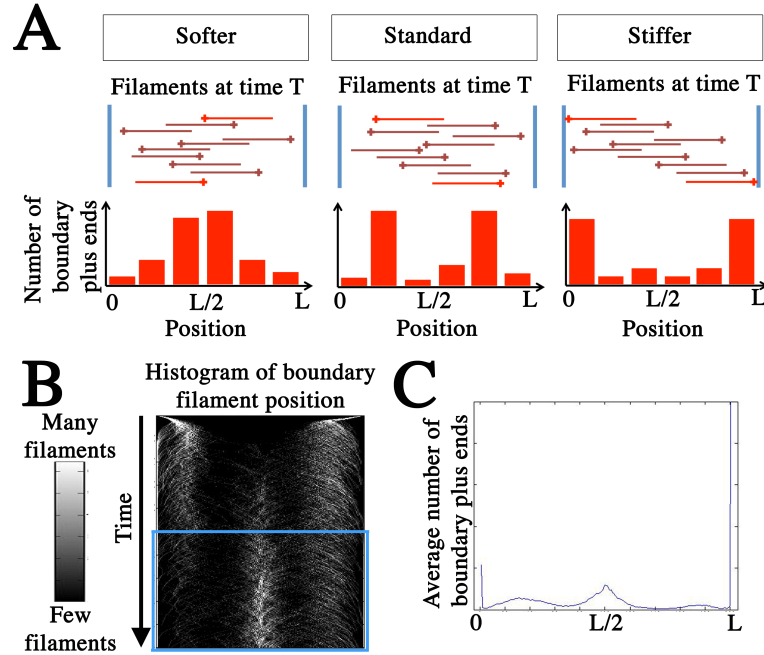 A
Softer
Standard
Stiffer
Filaments at time T
Filaments at time T
Filaments at time T
Number of
boundary
plus ends
0
L/2
L
Position
0
L/2
L
Position
0
L/2
L
Position
B
Histogram of boundary
filament position
Many
filaments
Time
Few
filaments
C
Average number of
boundary plus ends
0
L/2
L